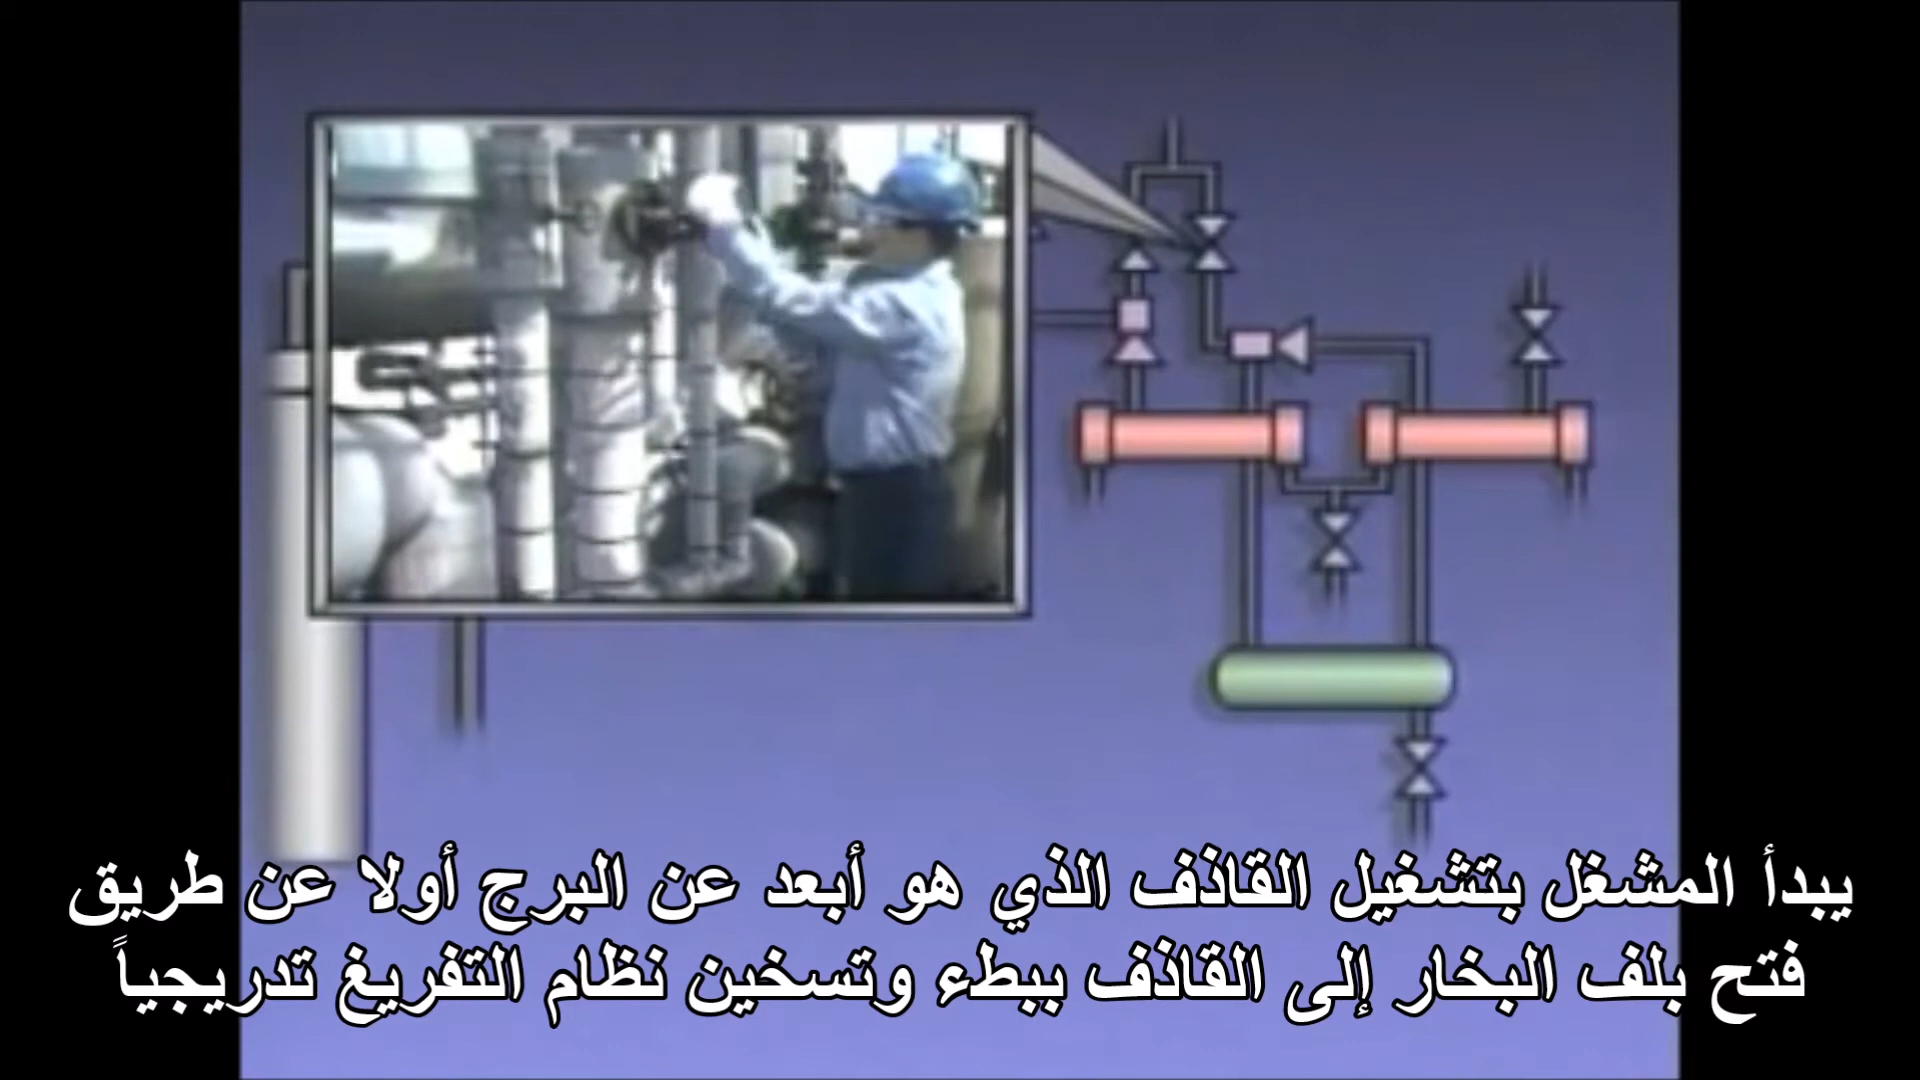 يبدأ المشغل بتشغيل القاذف الذي هو أبعد عن البرج أولا عن طريق
فتح بلف البخار إلى القاذف ببطء وتسخين نظام التفريغ تدريجياً